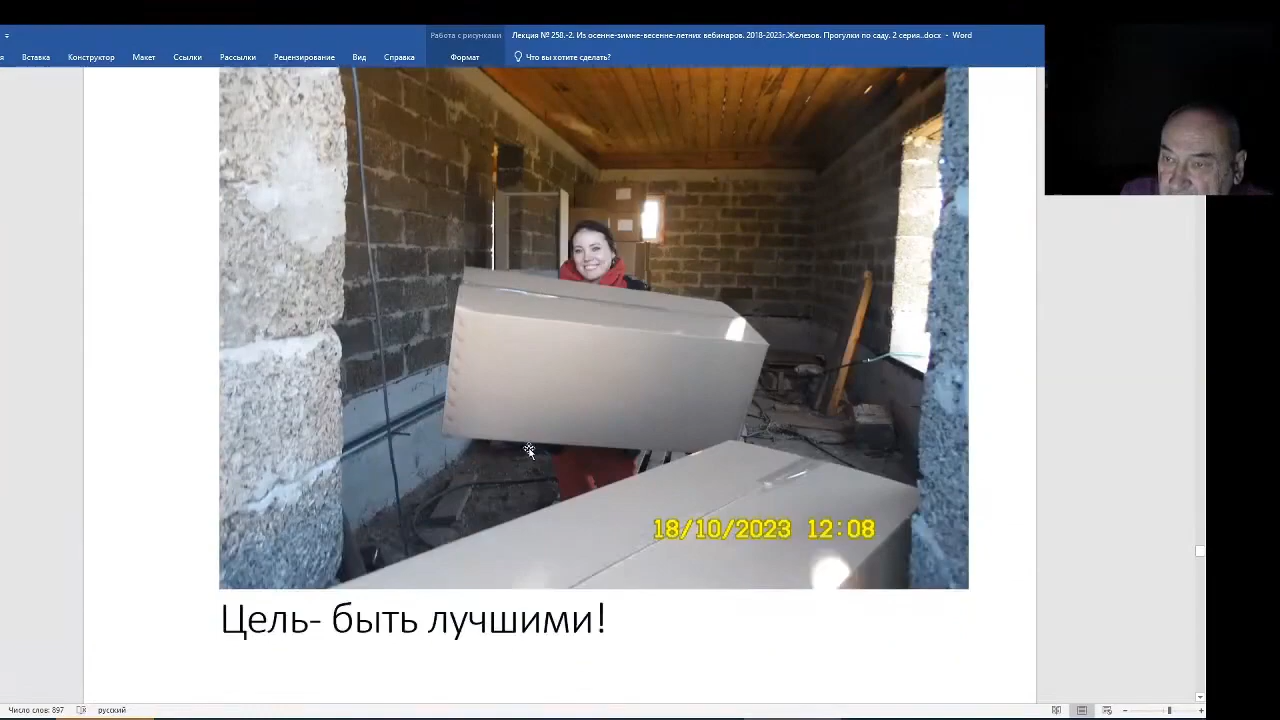 Работа с рисунками
Лекция № 258.-2. Из осенне-зимне-весенне-летних вебинаров. 2018-2023г.Железов. Прогулки по саду. 2 серия..docx - Word
Вставка Конструктор Макет Ссылки Рассылки Рецензирование Вид Справка Формат Что вы хотите сделать?
18/10/2023 12:08
Цель- быть лучшими!
Число слов: 897 русский